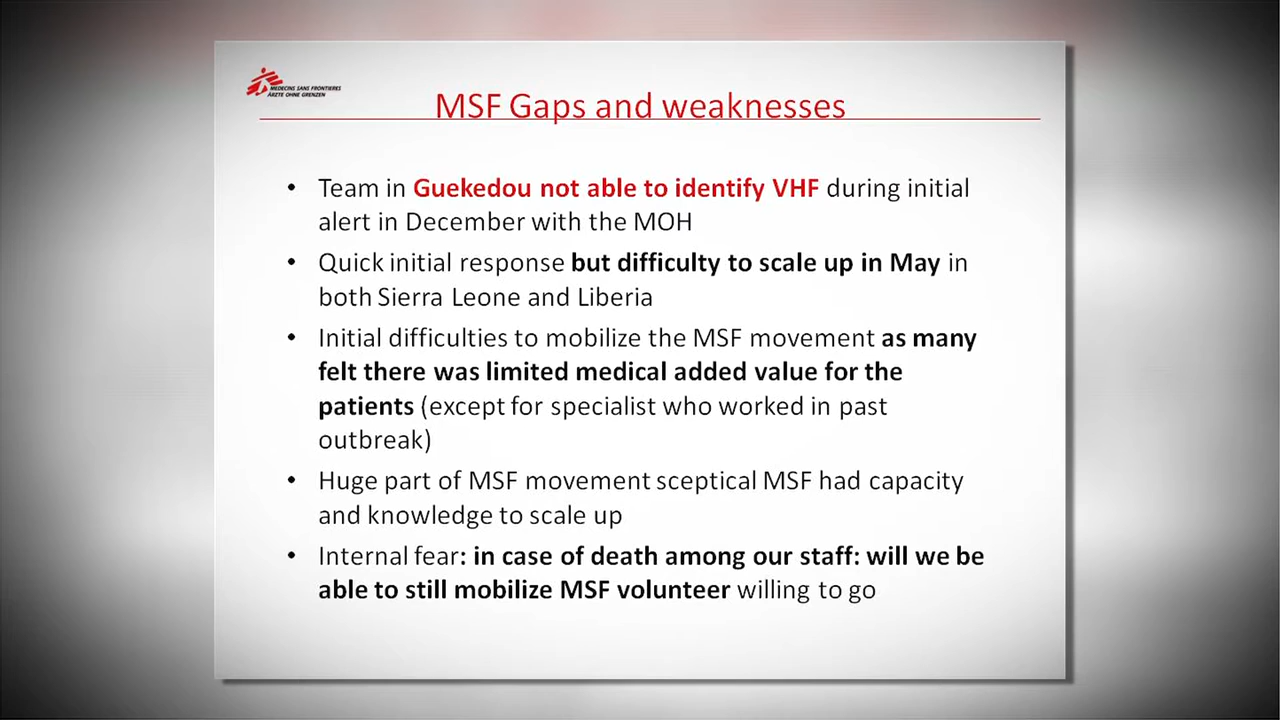 MEDECINS SANS FRONTIERES
ÄRZTE OHNE GRENZEN
MSF Gaps and weaknesses
• Team in Guekedou not able to identify VHF during initial
alert in December with the MOH
• Quick initial response but difficulty to scale up in May in
both Sierra Leone and Liberia
• Initial difficulties to mobilize the MSF movement as many
felt there was limited medical added value for the
patients (except for specialist who worked in past
outbreak)
• Huge part of MSF movement sceptical MSF had capacity
and knowledge to scale up
• Internal fear: in case of death among our staff: will we be
able to still mobilize MSF volunteer willing to go